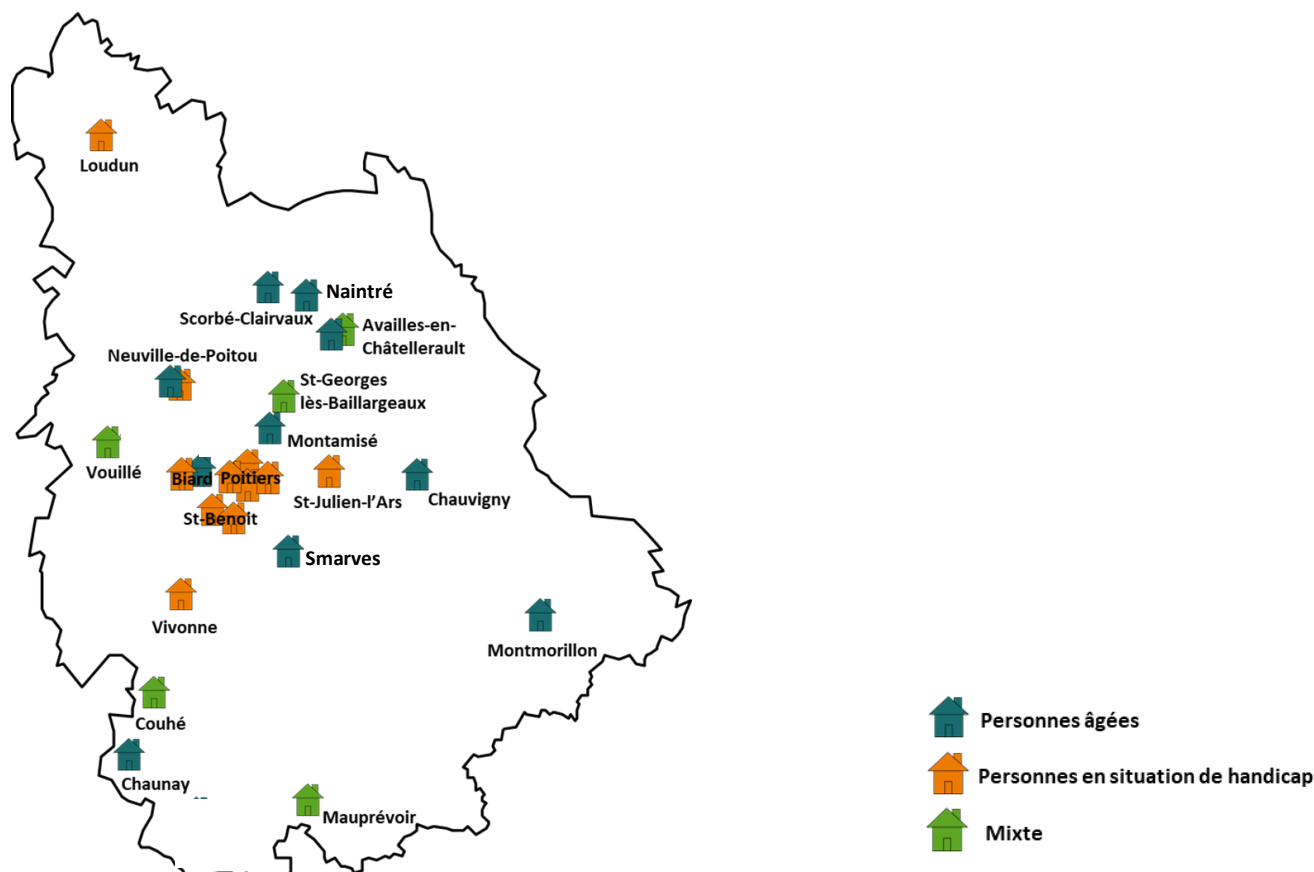 Loudun
Naintré
Scorbé-Clairvaux
Availles-en-
Châtellerault
Neuville-de-Poitou
St-Georges
lès-Baillargeaux
Montamisé
Vouillé
Biard
Poitiers
St-Julien-l'Ars
Chauvigny
St-Benoit
Smarves
Vivonne
Montmorillon
Couhé
Chaunay
Mauprévoir
Personnes âgées
Personnes en situation de handicap
Mixte